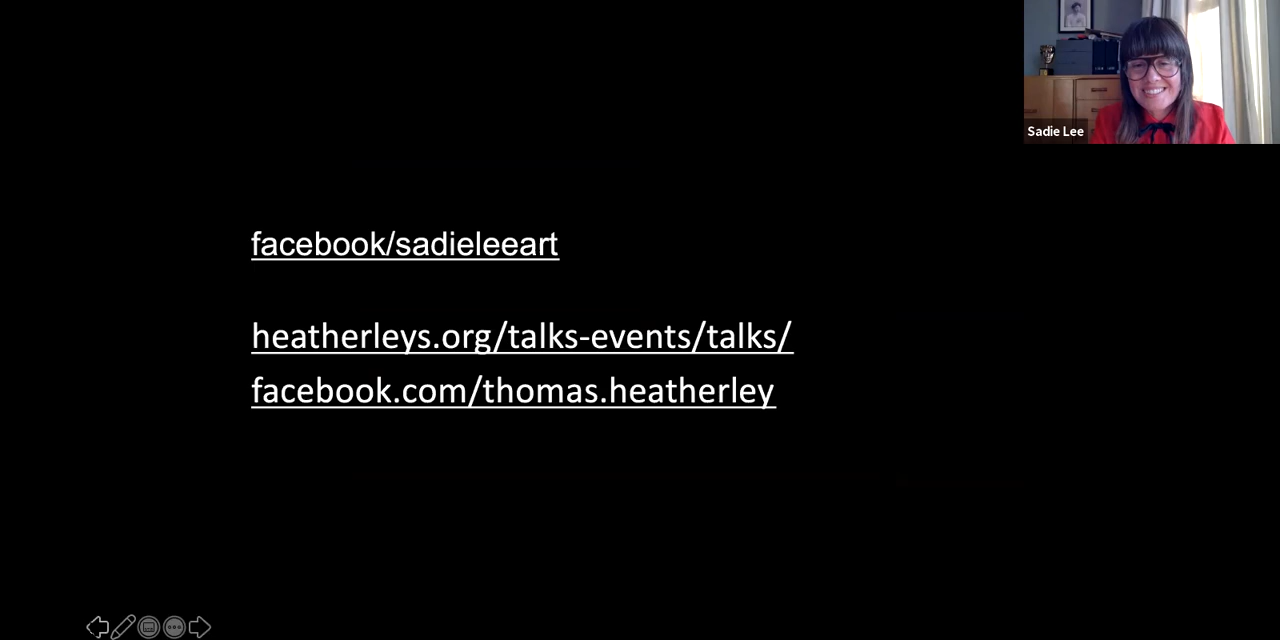 Sadie Lee
facebook/sadieleeart
heatherleys.org/talks-events/talks/
facebook.com/thomas.heatherley